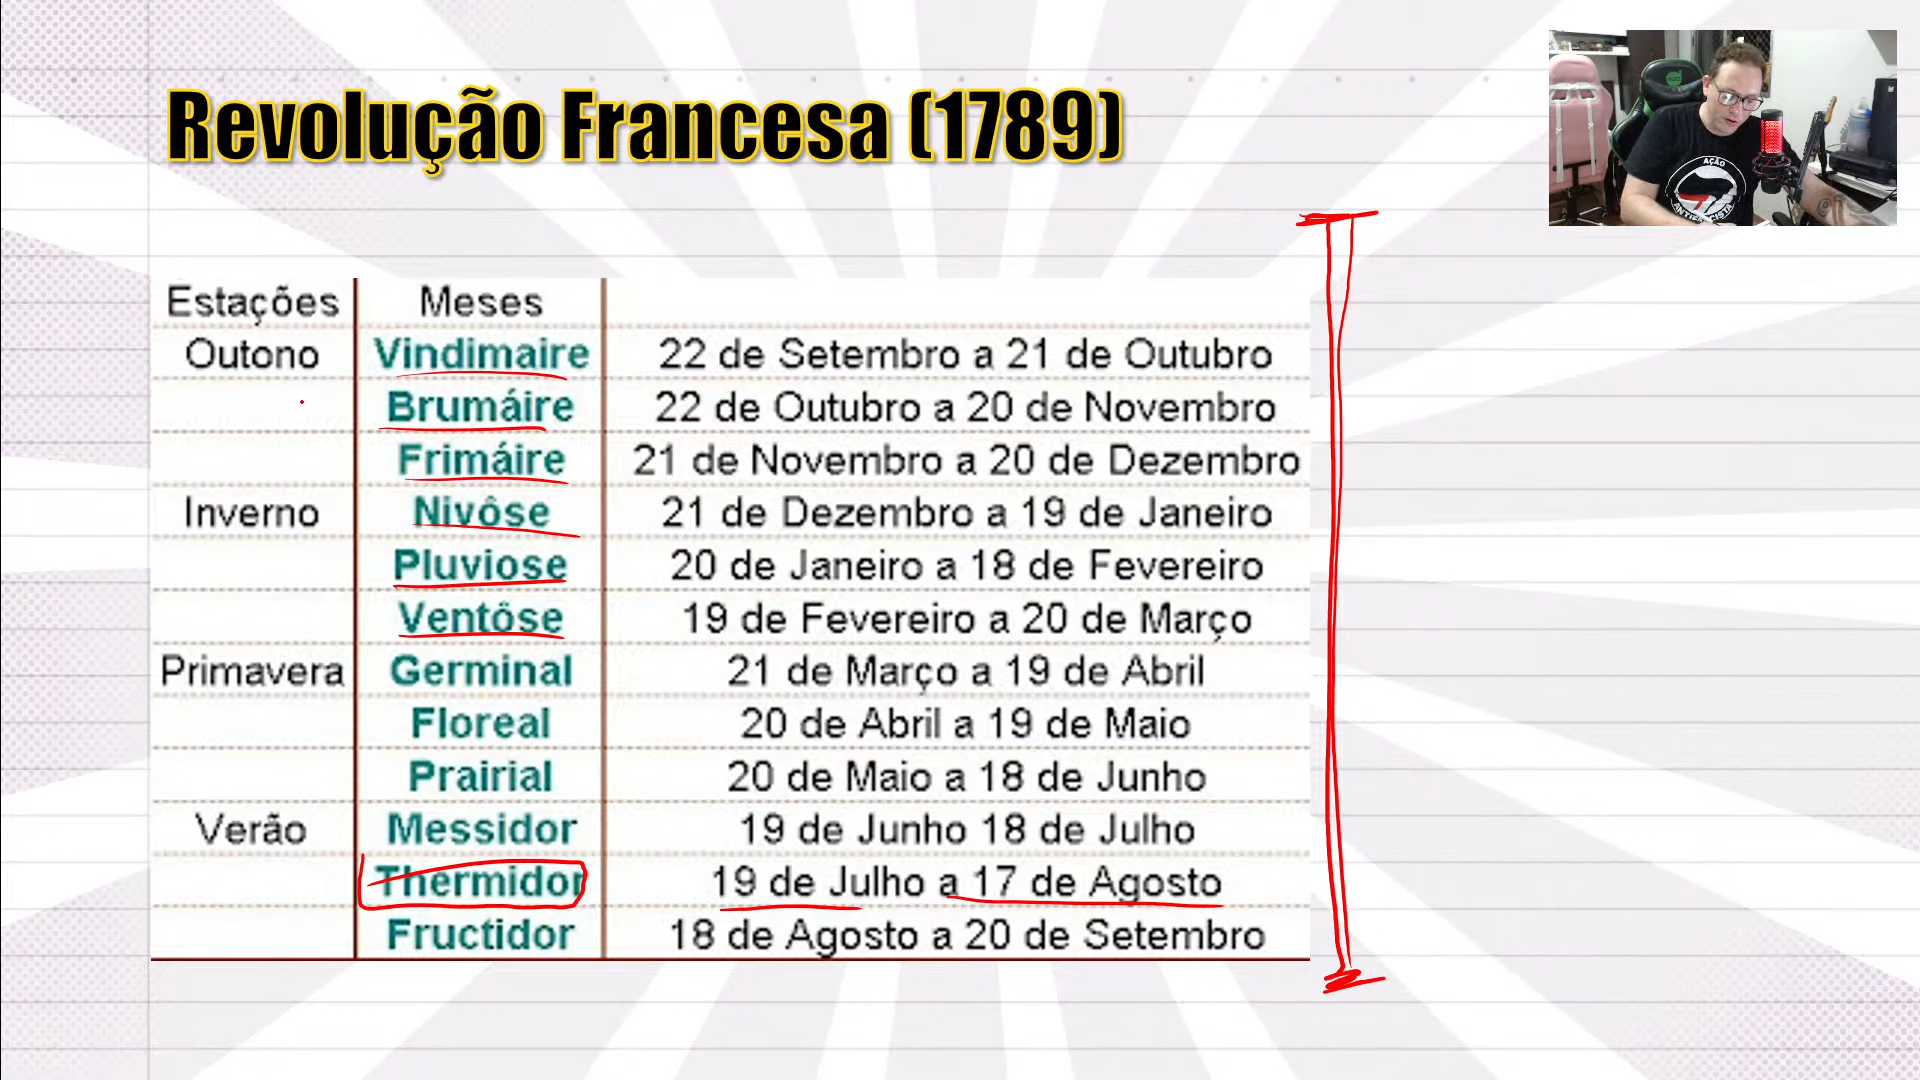 Revolução Francesa (1789)
AÇÃO
ANTIFASCISTA
Estações Meses
Outono Vindimaire 22 de Setembro a 21 de Outubro
Brumáire 22 de Outubro a 20 de Novembro
Frimáire 21 de Novembro a 20 de Dezembro
Inverno Nivôse 21 de Dezembro a 19 de Janeiro
Pluviose 20 de Janeiro a 18 de Fevereiro
Ventôse 19 de Fevereiro a 20 de Março
Primavera Germinal 21 de Março a 19 de Abril
Floreal 20 de Abril a 19 de Maio
Prairial 20 de Maio a 18 de Junho
Verão Messidor 19 de Junho 18 de Julho
Thermidor 19 de Julho a 17 de Agosto
Fructidor 18 de Agosto a 20 de Setembro